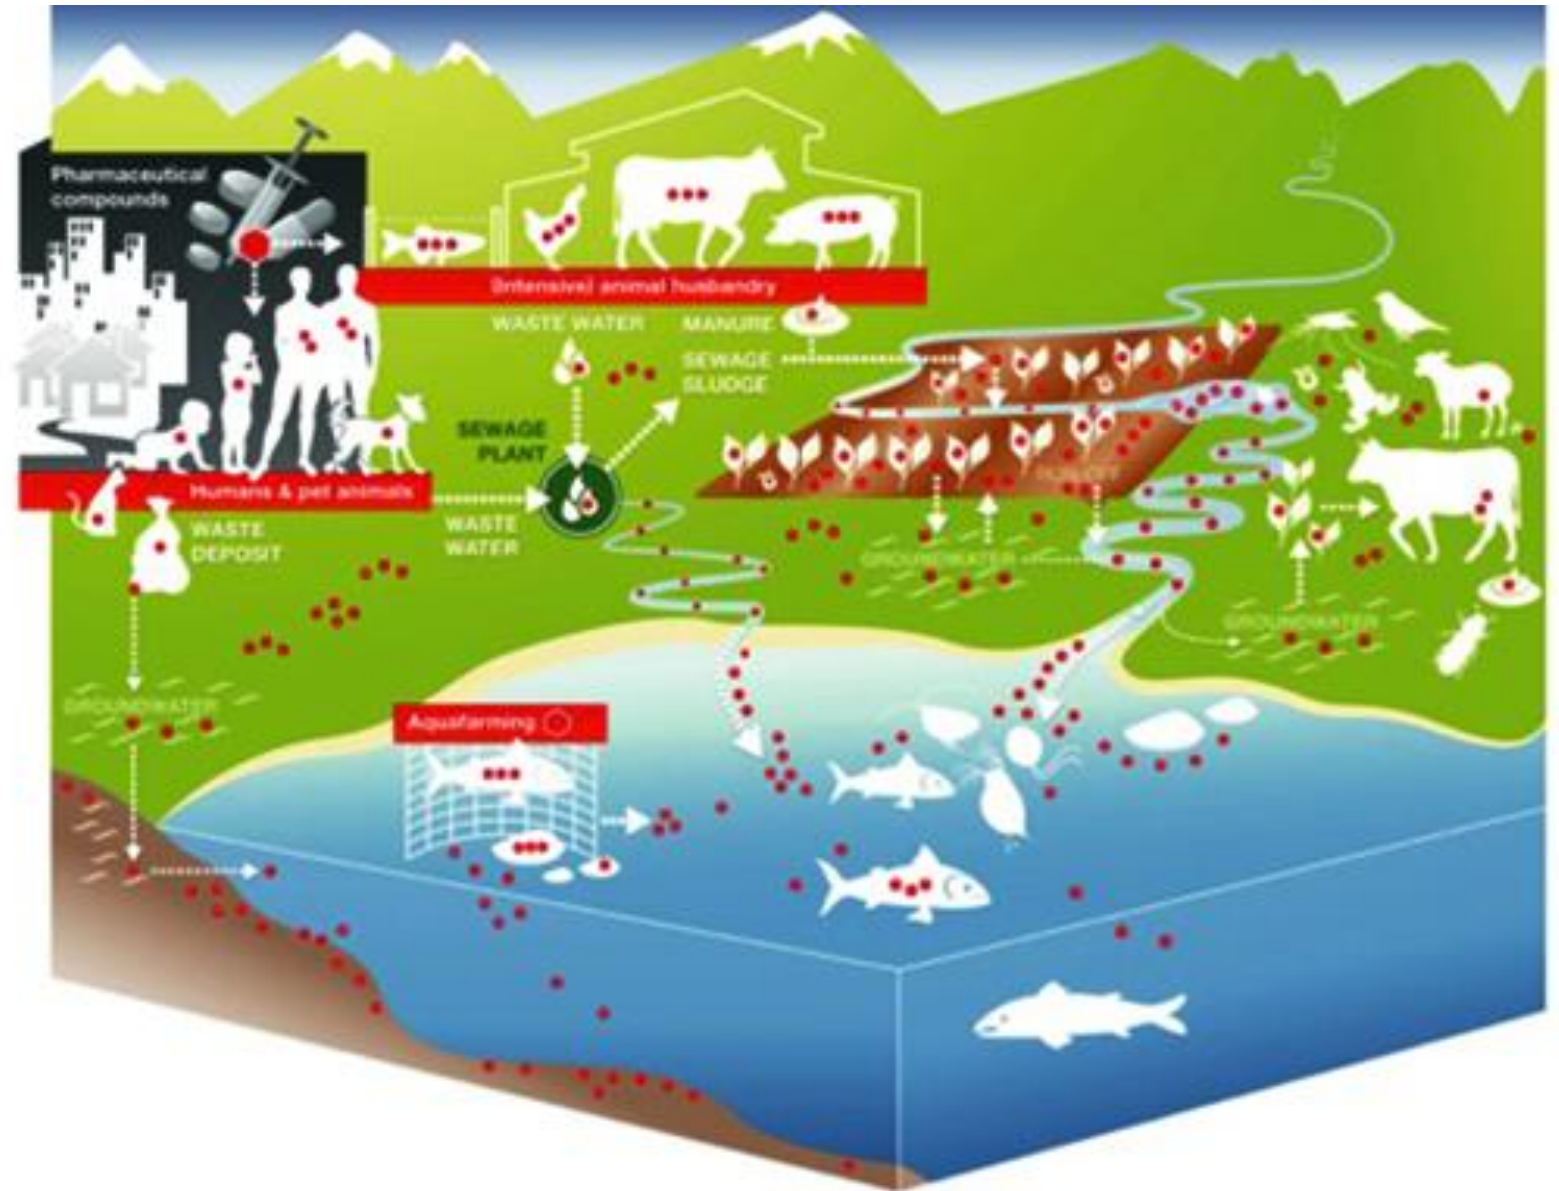 Pharmaceutical
compounds
(Intensive) animal husbandry
WASTE WATER
MANURE
SEWAGE
SLUDGE
SEWAGE
PLANT
Humans & pet animals
WASTE
WATER
WASTE
DEPOSIT
GROUNDWATER
GROUNDWATER
GROUNDWATER
Aquafarming